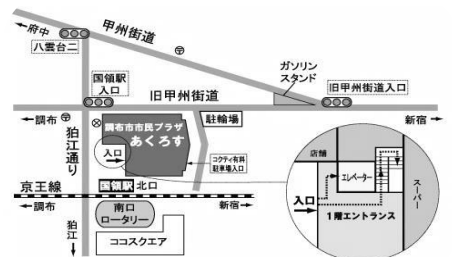 ←府中
甲州街道
八雲台二
国領駅
入口
ガソリン
スタンド
旧甲州街道
旧甲州街道入口
←調布
新宿→
狛江通り
調布市市民プラザ
あくろす
入口
駐輪場
コクティ有料
駐車場入口
京王線
国領駅 北口
←調布
新宿→
南口
ロータリー
ココスクエア
狛江
店舗
エレベーター
スーパー
入口
1階エントランス